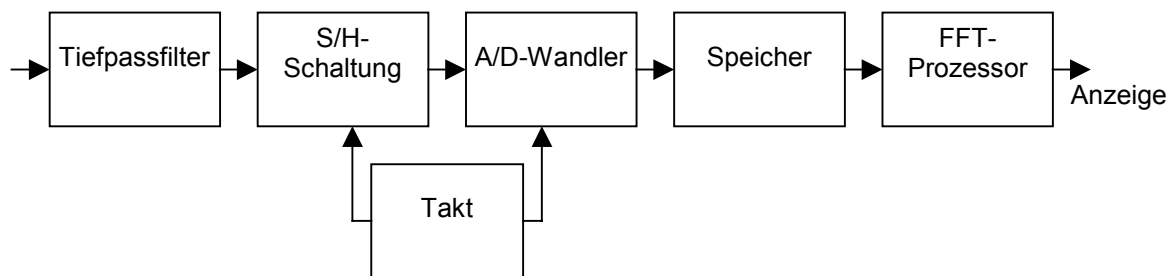 Tiefpassfilter
S/H-
Schaltung
A/D-Wandler
Speicher
FFT-
Prozessor
Anzeige
Takt